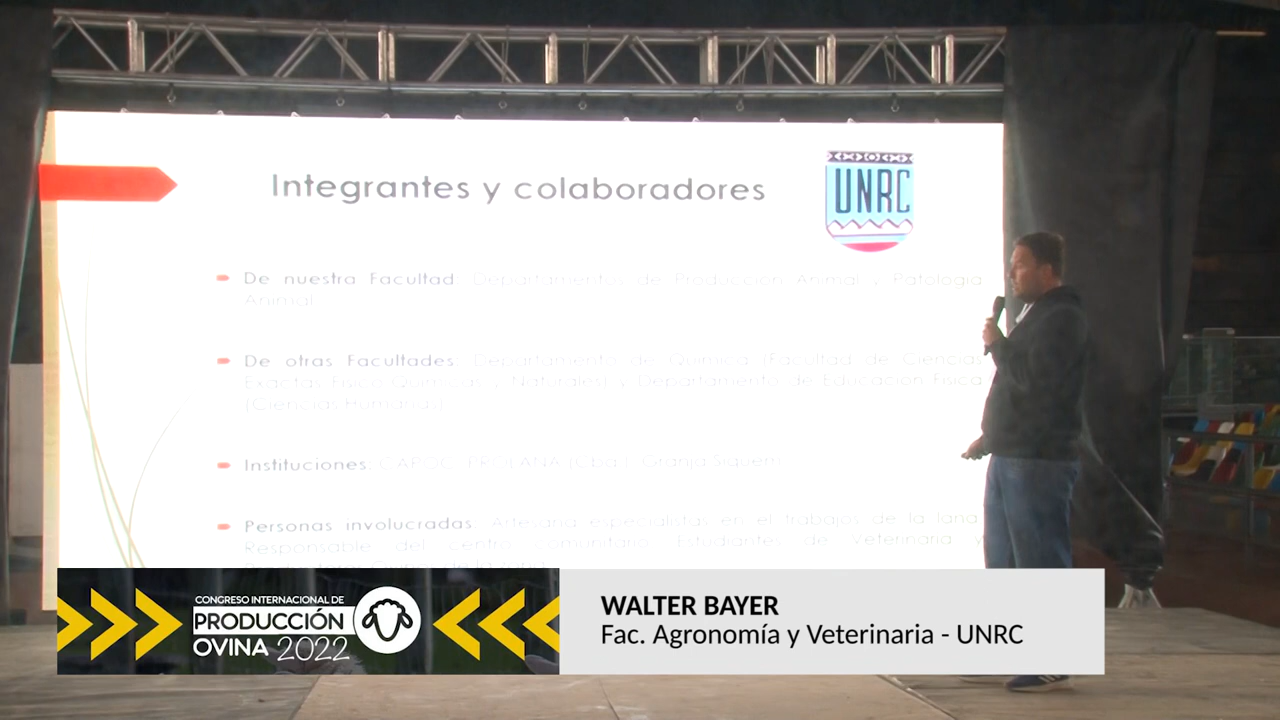 Integrantes y colaboradores
UNRC
De nuestra Facultad: Departamentos de Producción Animal y Patología
Animal
De otras Facultades: Departamento de Química (Facultad de Ciencias
Exactas Físico Químicas y Naturales) y Departamento de Educación Física
(Ciencias Humanas)
Instituciones: CAPOC, PROLANA (Cba.), Granja Siquem
Personas involucradas: Artesana especialistas en el trabajos de la lana,
Responsable del centro comunitario, Estudiantes de Veterinaria y
CONGRESO INTERNACIONAL DE
PRODUCCIÓN
OVINA 2022
WALTER BAYER
Fac. Agronomía y Veterinaria - UNRC